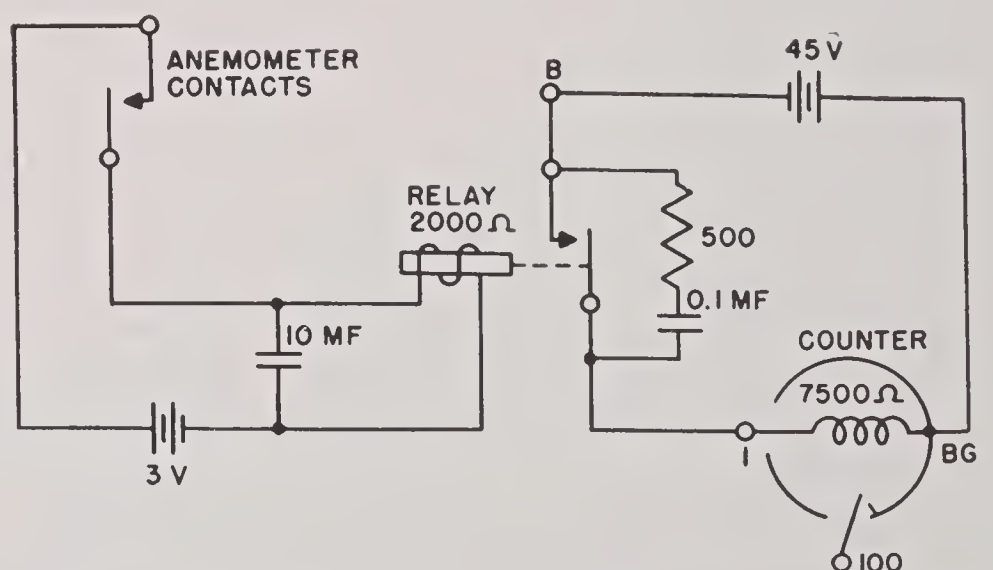 ANEMOMETER
CONTACTS
45 V
B
RELAY
2000 Ω
500
0.1 MF
10 MF
COUNTER
7500 Ω
3 V
1
BG
100